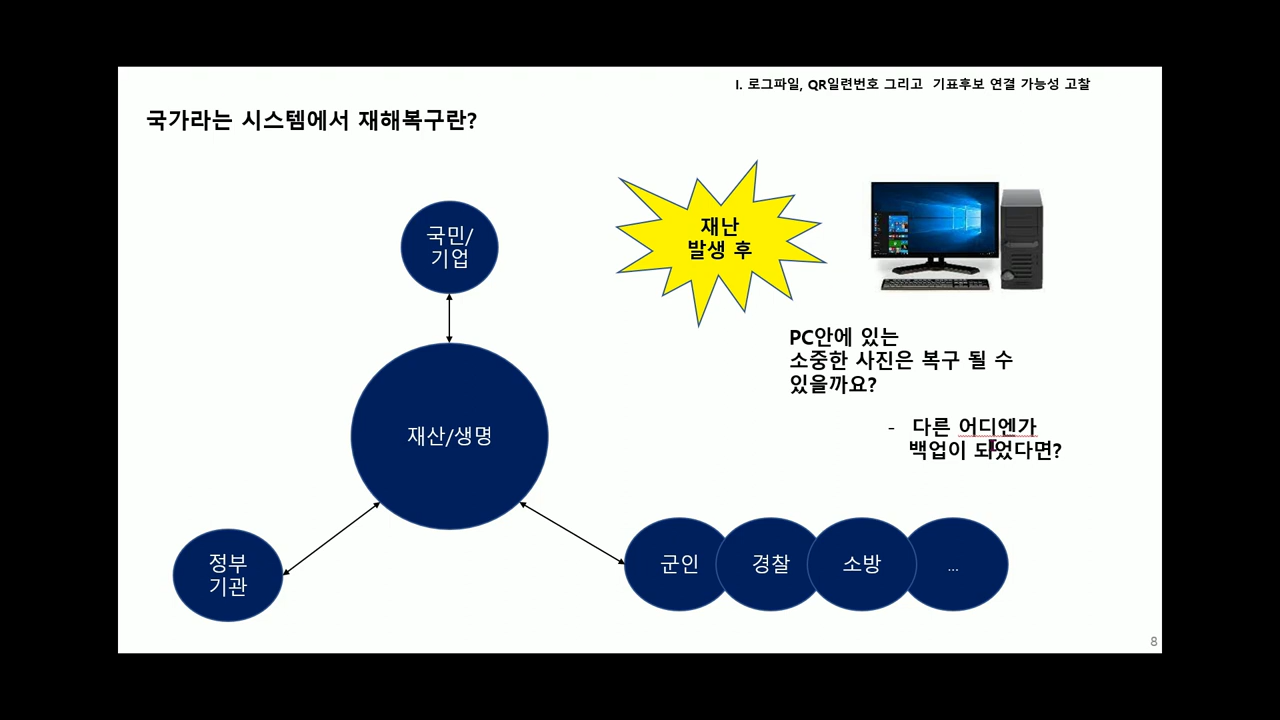 I. 로그파일, QR일련번호 그리고 기표후보 연결 가능성 고찰
국가라는 시스템에서 재해복구란?
국민/
기업
재난
발생 후
PC안에 있는
소중한 사진은 복구 될 수
있을까요?
- 다른 어디엔가
백업이 되었다면?
재산/생명
정부
기관
군인
경찰
소방
...
8